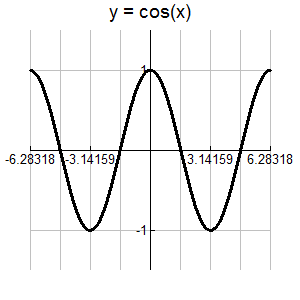 y = cos(x)
1
-6.28318 -3.14159 3.14159 6.28318
-1